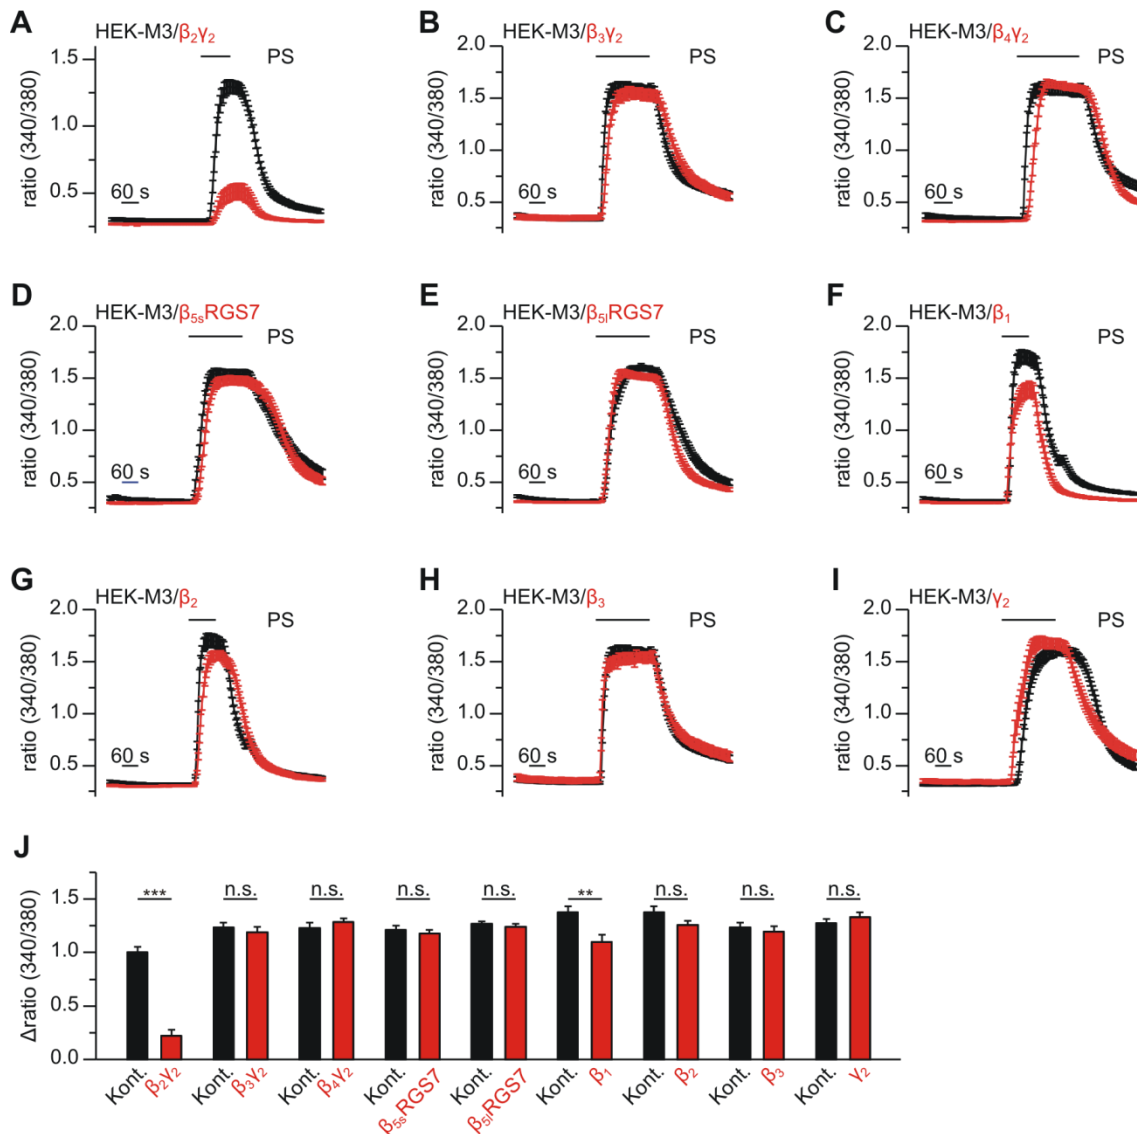 A HEK-M3/β₂γ₂ PS
ratio (340/380)
1.5
1.0
0.5
60 s
B HEK-M3/β₃γ₂ PS
ratio (340/380)
2.0
1.5
1.0
0.5
60 s
C HEK-M3/β₄γ₂ PS
ratio (340/380)
2.0
1.5
1.0
0.5
60 s
D HEK-M3/β₅ₛRGS7 PS
ratio (340/380)
2.0
1.5
1.0
0.5
60 s
E HEK-M3/β₅ₗRGS7 PS
ratio (340/380)
2.0
1.5
1.0
0.5
60 s
F HEK-M3/β₁ PS
ratio (340/380)
2.0
1.5
1.0
0.5
60 s
G HEK-M3/β₂ PS
ratio (340/380)
2.0
1.5
1.0
0.5
60 s
H HEK-M3/β₃ PS
ratio (340/380)
2.0
1.5
1.0
0.5
60 s
I HEK-M3/γ₂ PS
ratio (340/380)
2.0
1.5
1.0
0.5
60 s
J
Δratio (340/380)
1.5
1.0
0.5
0.0
*** n.s. n.s. n.s. n.s. ** n.s. n.s. n.s.
Kont. β₂γ₂ Kont. β₃γ₂ Kont. β₄γ₂ Kont. β₅ₛRGS7 Kont. β₅ₗRGS7 Kont. β₁ Kont. β₂ Kont. β₃ Kont. γ₂